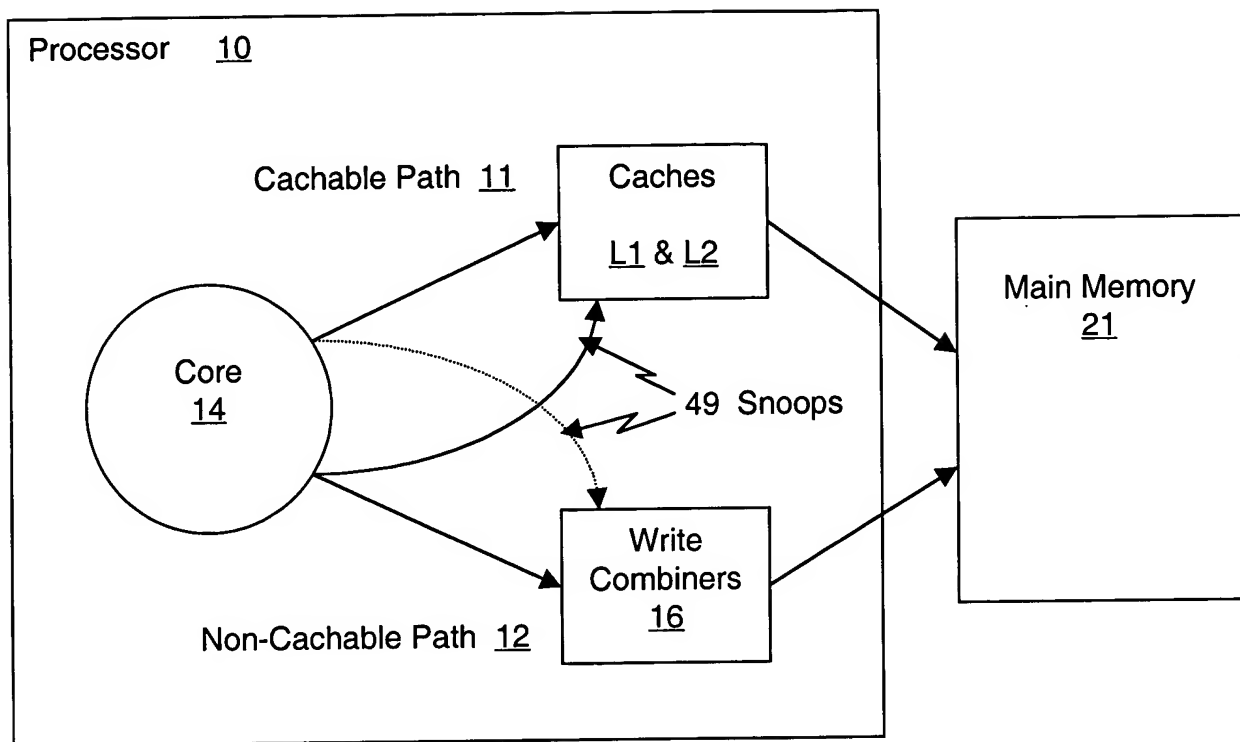 Processor 10
Cachable Path 11
Caches
L1 & L2
Main Memory
21
Core
14
49 Snoops
Write
Combiners
16
Non-Cachable Path 12